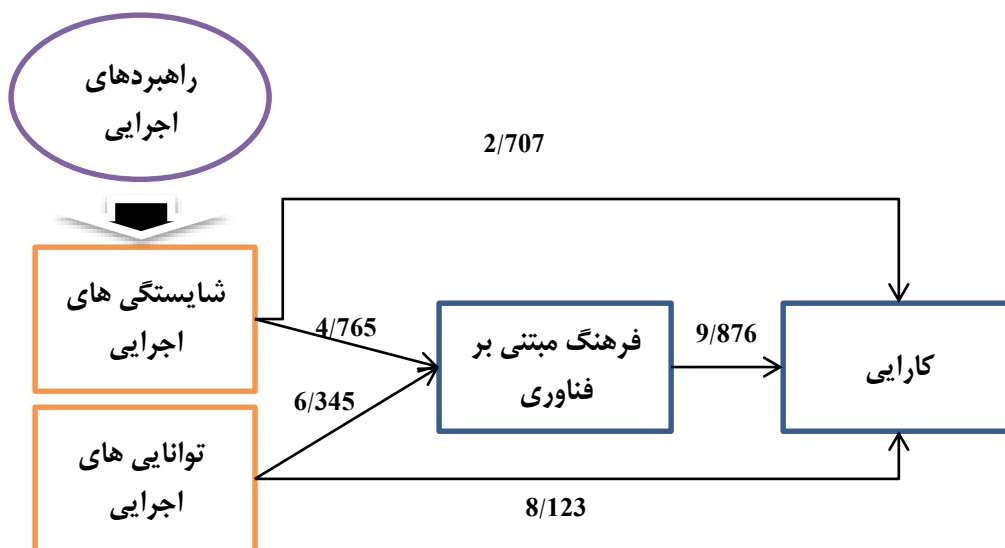 راهبردهای
اجرایی
2/707
شایستگی های
اجرایی
4/765
فرهنگ مبتنی بر
فناوری
9/876
کارایی
6/345
توانایی های
اجرایی
8/123